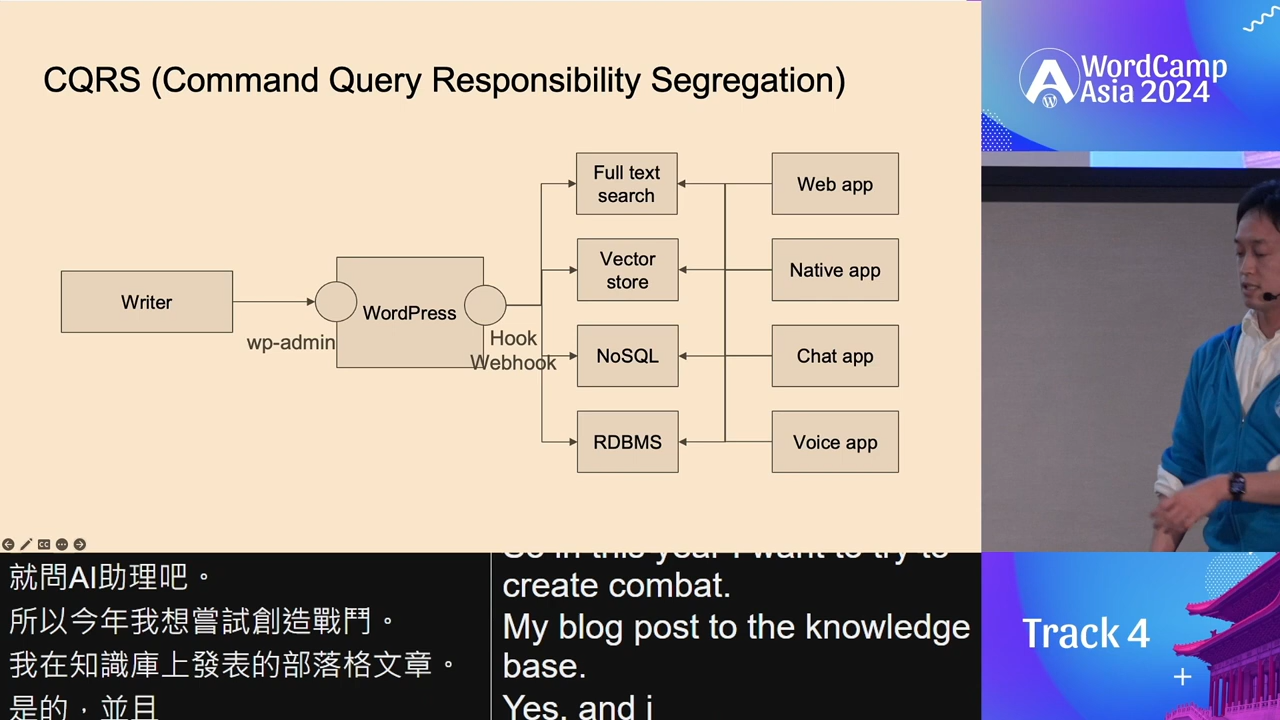 CQRS (Command Query Responsibility Segregation)
Writer
wp-admin
WordPress
Hook
Webhook
Full text
search
Vector
store
NoSQL
RDBMS
Web app
Native app
Chat app
Voice app
WordCamp
Asia 2024
Track 4
就問AI助理吧。
所以今年我想嘗試創造戰鬥。
我在知識庫上發表的部落格文章。
是的，並且
So in this year I want to try to
create combat.
My blog post to the knowledge
base.
Yes, and i